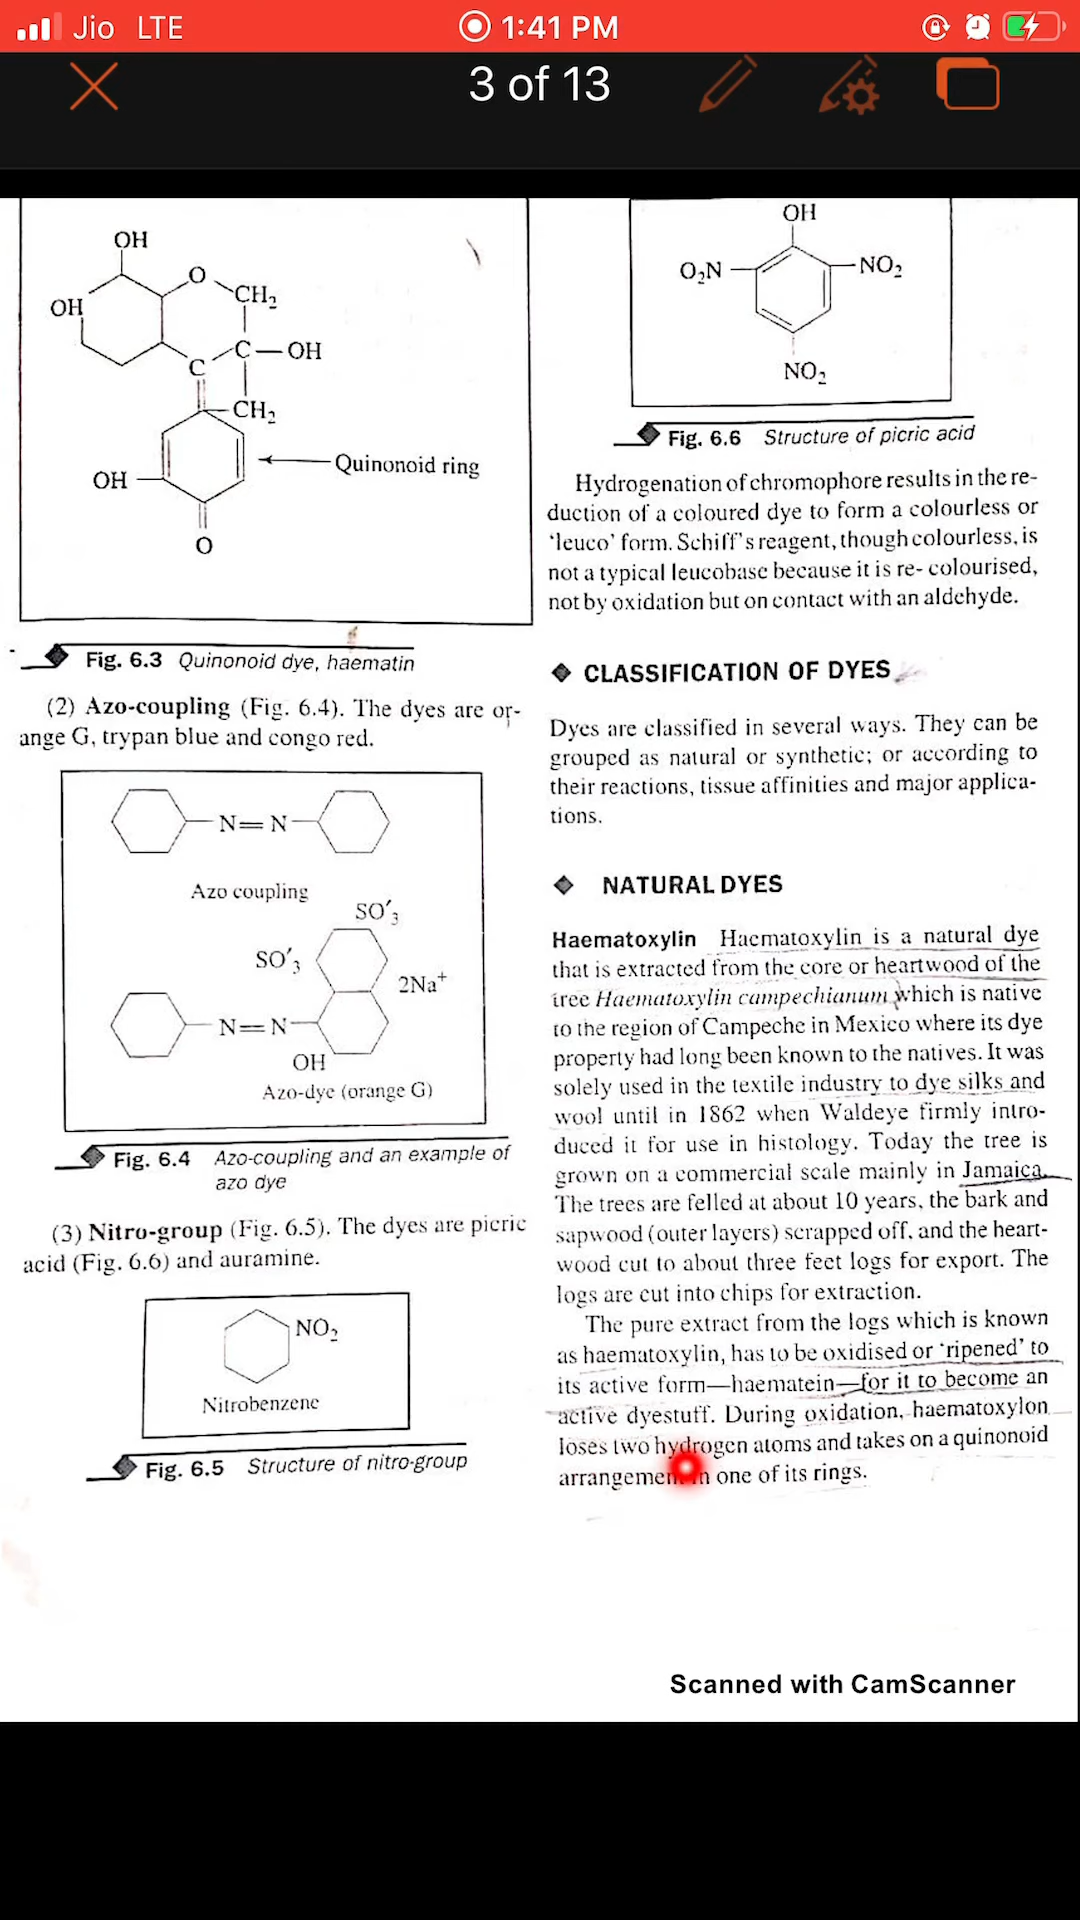 Jio LTE
1:41 PM
3 of 13
OH
OH
O
CH₂
C—OH
C
CH₂
OH
Quinonoid ring
O
Fig. 6.3 Quinonoid dye, haematin
(2) Azo-coupling (Fig. 6.4). The dyes are or-
ange G, trypan blue and congo red.
N=N
Azo coupling
SO′₃
SO′₃
2Na⁺
N=N
OH
Azo-dye (orange G)
Fig. 6.4 Azo-coupling and an example of
azo dye
(3) Nitro-group (Fig. 6.5). The dyes are picric
acid (Fig. 6.6) and auramine.
NO₂
Nitrobenzene
Fig. 6.5 Structure of nitro-group
OH
O₂N
NO₂
NO₂
Fig. 6.6 Structure of picric acid
Hydrogenation of chromophore results in the re-
duction of a coloured dye to form a colourless or
‘leuco’ form. Schiff’s reagent, though colourless, is
not a typical leucobase because it is re- colourised,
not by oxidation but on contact with an aldehyde.
CLASSIFICATION OF DYES
Dyes are classified in several ways. They can be
grouped as natural or synthetic; or according to
their reactions, tissue affinities and major applica-
tions.
NATURAL DYES
Haematoxylin Haematoxylin is a natural dye
that is extracted from the core or heartwood of the
tree Haematoxylin campechianum which is native
to the region of Campeche in Mexico where its dye
property had long been known to the natives. It was
solely used in the textile industry to dye silks and
wool until in 1862 when Waldeye firmly intro-
duced it for use in histology. Today the tree is
grown on a commercial scale mainly in Jamaica.
The trees are felled at about 10 years, the bark and
sapwood (outer layers) scrapped off, and the heart-
wood cut to about three feet logs for export. The
logs are cut into chips for extraction.
The pure extract from the logs which is known
as haematoxylin, has to be oxidised or ‘ripened’ to
its active form—haematein—for it to become an
active dyestuff. During oxidation, haematoxylon
loses two hydrogen atoms and takes on a quinonoid
arrangement in one of its rings.
Scanned with CamScanner